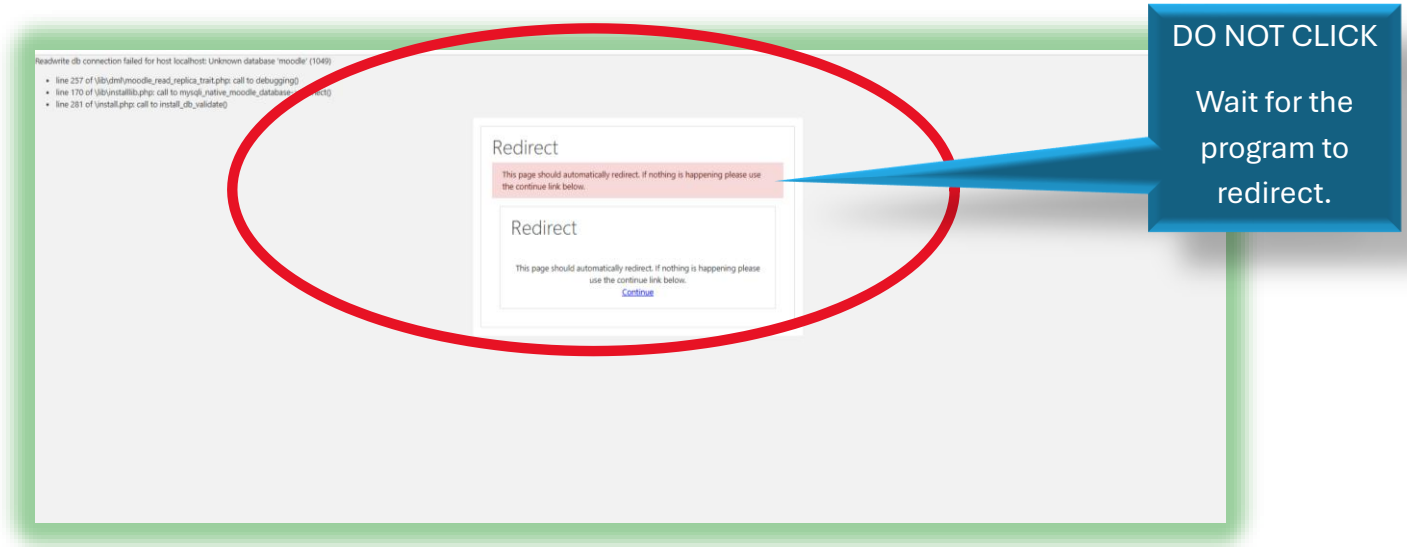 Readwrite db connection failed for host localhost: Unknown database 'moodle' (1049)
line 257 of \lib\dml\moodle_read_replica_trait.php: call to debugging()
line 170 of \lib\installlib.php: call to mysqli_native_moodle_database
line 281 of \install.php: call to install_db_validate()
Redirect
This page should automatically redirect. If nothing is happening please use
the continue link below.
Redirect
This page should automatically redirect. If nothing is happening please
use the continue link below.
Continue
DO NOT CLICK
Wait for the
program to
redirect.